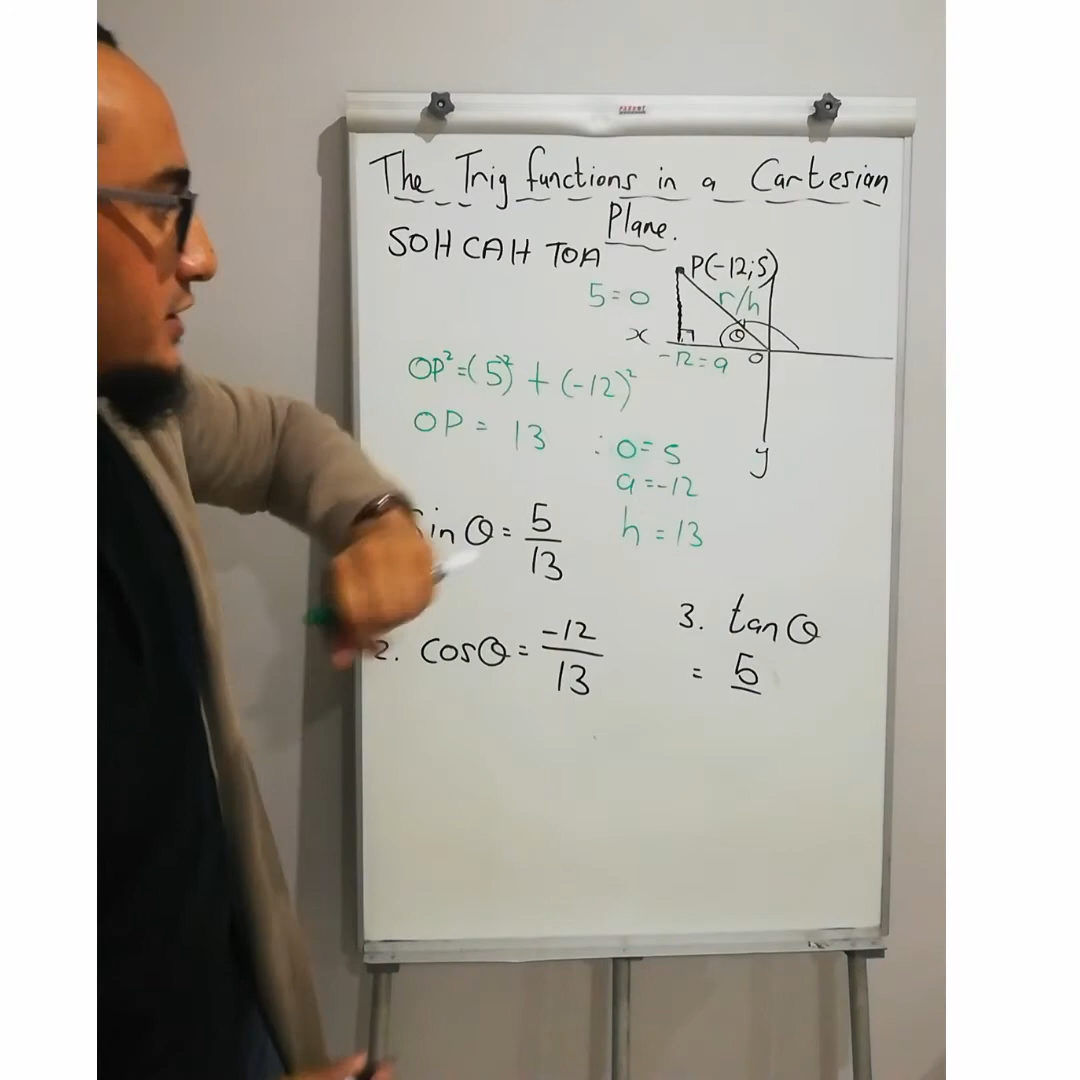 The Trig functions in a Cartesian
Plane.
SOH CAH TOA
P(-12;5)
5=o
r/h
x
θ
-12=a
O
OP²=(5)²+(-12)²
OP = 13
: o=5
y
a=-12
h=13
inθ=5/13
3. tanθ
2. cosθ=-12/13
= 5